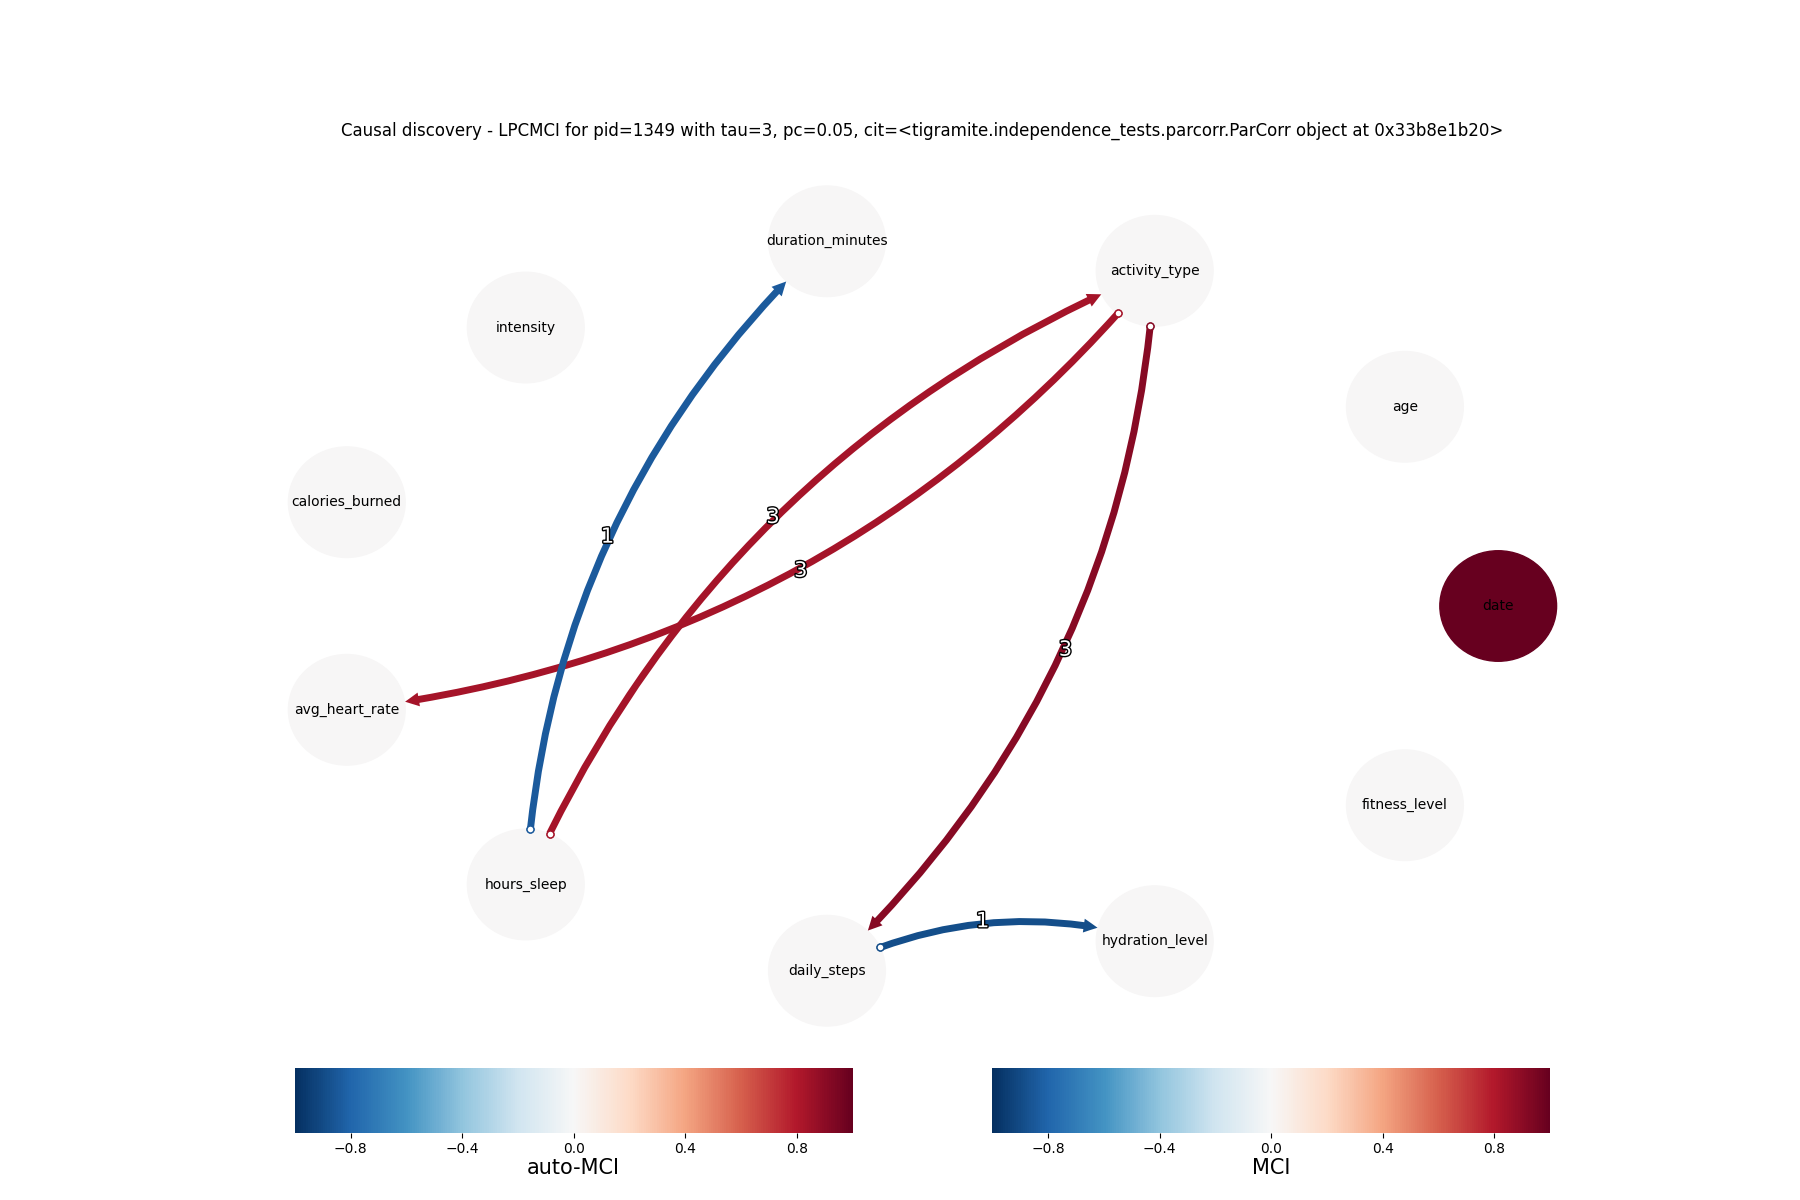 Causal discovery - LPCMCI for pid=1349 with tau=3, pc=0.05, cit=<tigramite.independence_tests.parcorr.ParCorr object at 0x33b8e1b20>
duration_minutes
activity_type
intensity
age
calories_burned
3
1
3
date
3
avg_heart_rate
fitness_level
hours_sleep
1
hydration_level
daily_steps
−0.8 −0.4 0.0 0.4 0.8
auto-MCI
−0.8 −0.4 0.0 0.4 0.8
MCI